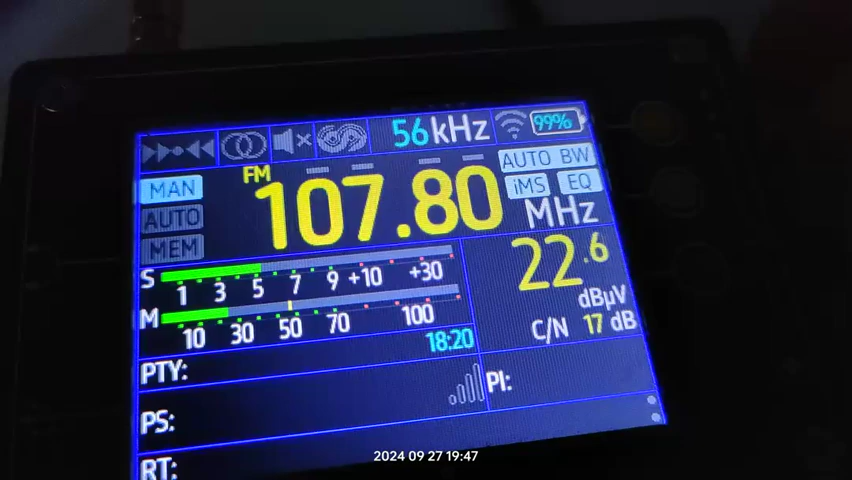 56kHz 99%
FM
MAN 107.80 AUTO BW
iMS EQ
AUTO MHz
MEM
S 1 3 5 7 9 +10 +30 22.6 dBµV
M 10 30 50 70 100 C/N 17 dB
18:20
PTY:
PI:
PS:
RT:
2024 09 27 19:47